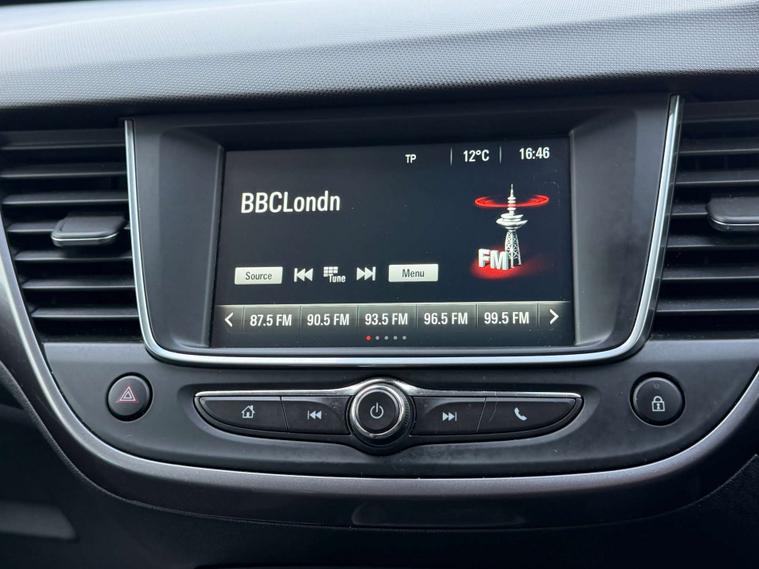 TP 12°C 16:46
BBCLondn
FM
Source Tune Menu
87.5 FM 90.5 FM 93.5 FM 96.5 FM 99.5 FM